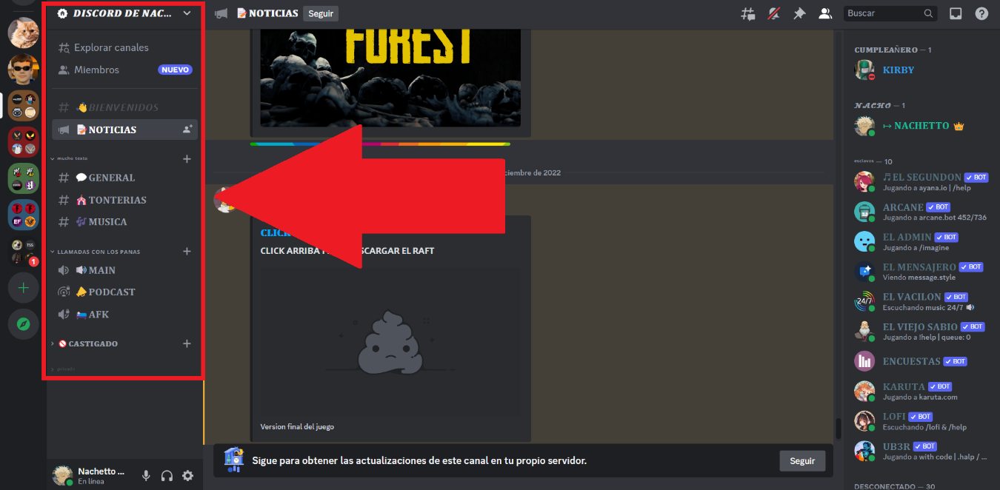 DISCORD DE NAC...
Explorar canales
Miembros
NUEVO
BIENVENIDOS
NOTICIAS
mucho texto
GENERAL
TONTERIAS
MUSICA
LLAMADAS CON LOS PANAS
MAIN
PODCAST
AFK
CASTIGADO
privado
TSS
EF
1
Nachetto ...
En línea
NOTICIAS
Seguir
Buscar
FOREST
ciembre de 2022
CLICK
CLICK ARRIBA
SCARGAR EL RAFT
Version final del juego
Sigue para obtener las actualizaciones de este canal en tu propio servidor.
Seguir
CUMPLEAÑERO — 1
KIRBY
NACHO — 1
↦ NACHETTO
esclavos — 10
EL SEGUNDON
BOT
Jugando a ayana.io | /help
ARCANE
BOT
Jugando a arcane.bot 452/736
EL ADMIN
BOT
Jugando a /imagine
EL MENSAJERO
BOT
Viendo message.style
24/7
EL VACILON
BOT
Escuchando music 24/7
EL VIEJO SABIO
BOT
Jugando a !help | queue: 0
ENCUESTAS
BOT
KARUTA
BOT
Jugando a karuta.com
LOFI
BOT
Escuchando /lofi & /help
UB3R
BOT
Jugando a with code | .halp / ...
DESCONECTADO — 30